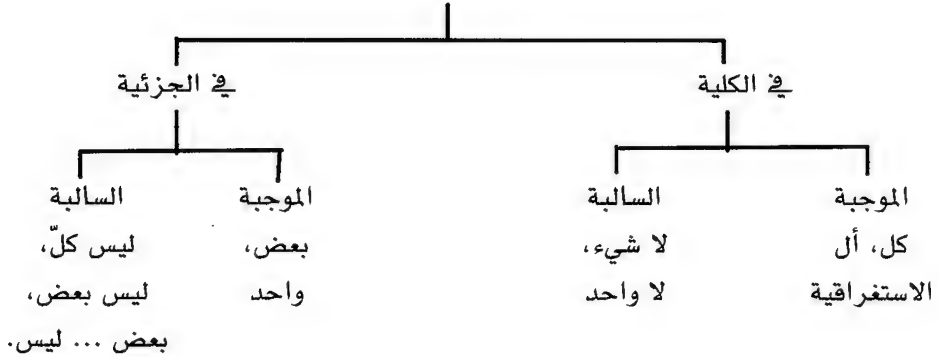 في الكلية
في الجزئية
الموجبة
كل، أل
الاستغراقية
السالبة
لا شيء،
لا واحد
الموجبة
بعض،
واحد
السالبة
ليس كلّ،
ليس بعض،
بعض ... ليس.